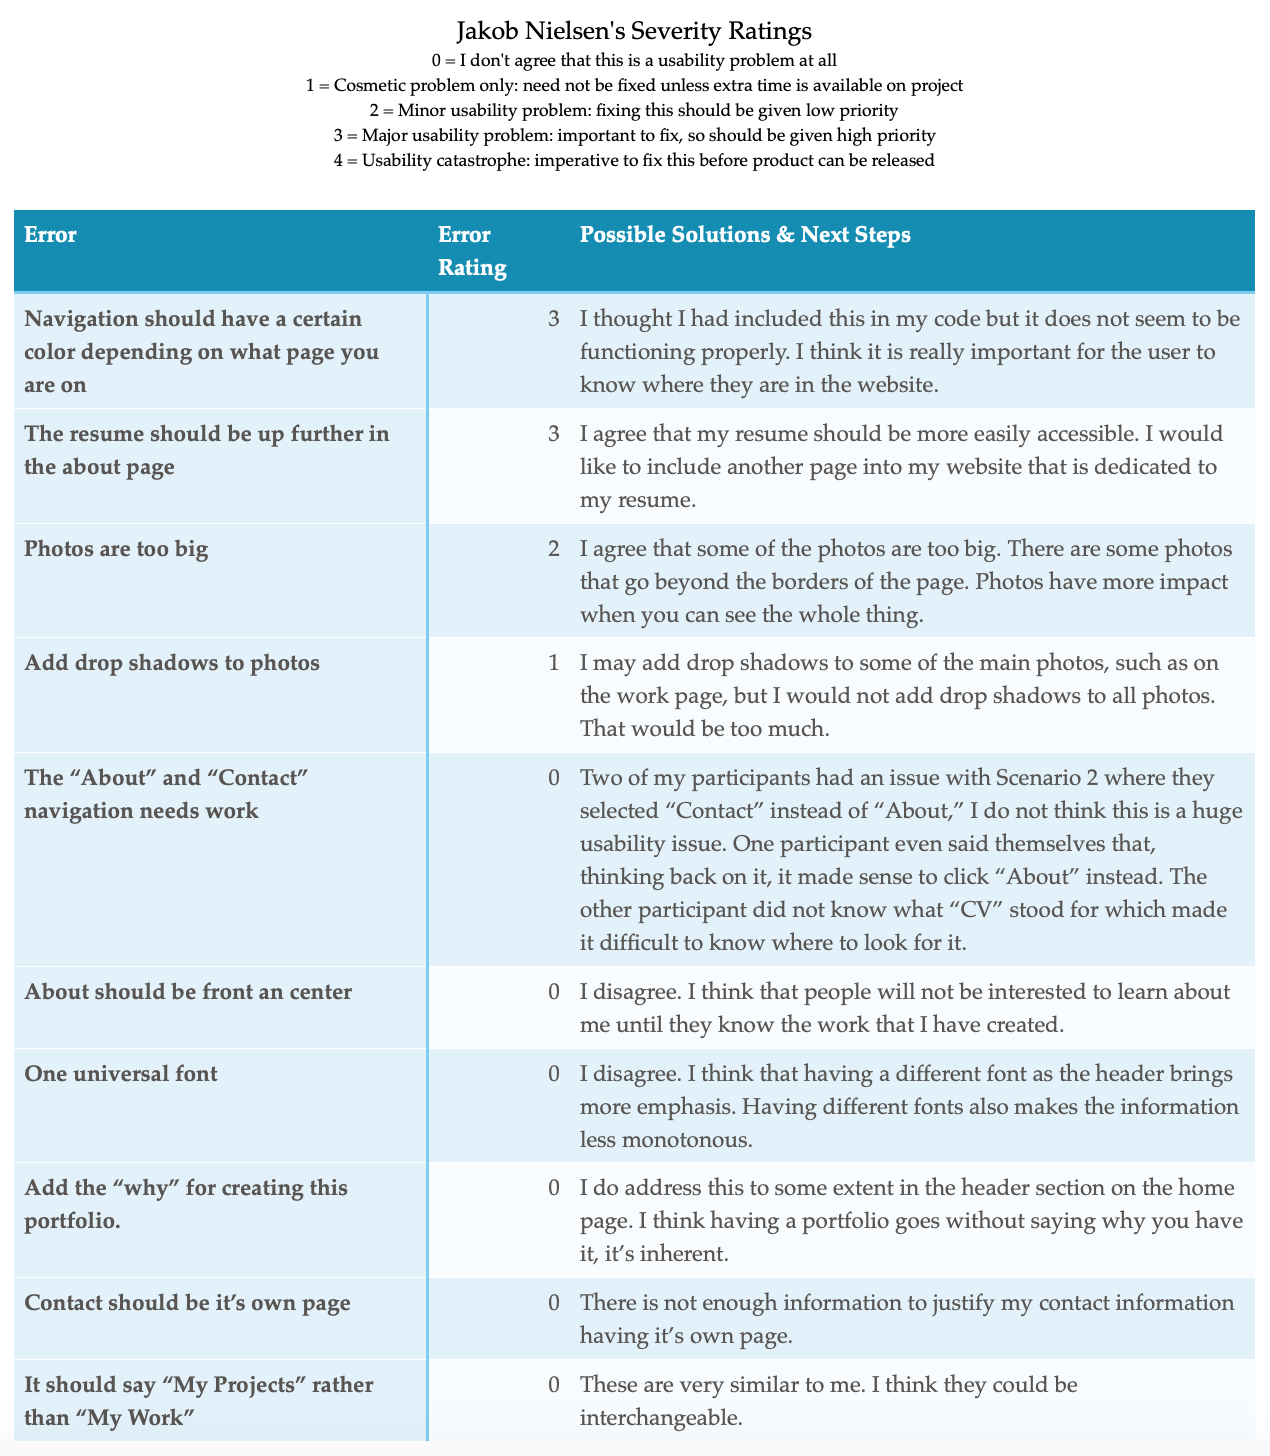 Jakob Nielsen's Severity Ratings
0 = I don't agree that this is a usability problem at all
1 = Cosmetic problem only: need not be fixed unless extra time is available on project
2 = Minor usability problem: fixing this should be given low priority
3 = Major usability problem: important to fix, so should be given high priority
4 = Usability catastrophe: imperative to fix this before product can be released
Error
Error
Rating
Possible Solutions & Next Steps
Navigation should have a certain
color depending on what page you
are on
3
I thought I had included this in my code but it does not seem to be
functioning properly. I think it is really important for the user to
know where they are in the website.
The resume should be up further in
the about page
3
I agree that my resume should be more easily accessible. I would
like to include another page into my website that is dedicated to
my resume.
Photos are too big
2
I agree that some of the photos are too big. There are some photos
that go beyond the borders of the page. Photos have more impact
when you can see the whole thing.
Add drop shadows to photos
1
I may add drop shadows to some of the main photos, such as on
the work page, but I would not add drop shadows to all photos.
That would be too much.
The “About” and “Contact”
navigation needs work
0
Two of my participants had an issue with Scenario 2 where they
selected “Contact” instead of “About,” I do not think this is a huge
usability issue. One participant even said themselves that,
thinking back on it, it made sense to click “About” instead. The
other participant did not know what “CV” stood for which made
it difficult to know where to look for it.
About should be front an center
0
I disagree. I think that people will not be interested to learn about
me until they know the work that I have created.
One universal font
0
I disagree. I think that having a different font as the header brings
more emphasis. Having different fonts also makes the information
less monotonous.
Add the “why” for creating this
portfolio.
0
I do address this to some extent in the header section on the home
page. I think having a portfolio goes without saying why you have
it, it’s inherent.
Contact should be it’s own page
0
There is not enough information to justify my contact information
having it’s own page.
It should say “My Projects” rather
than “My Work”
0
These are very similar to me. I think they could be
interchangeable.